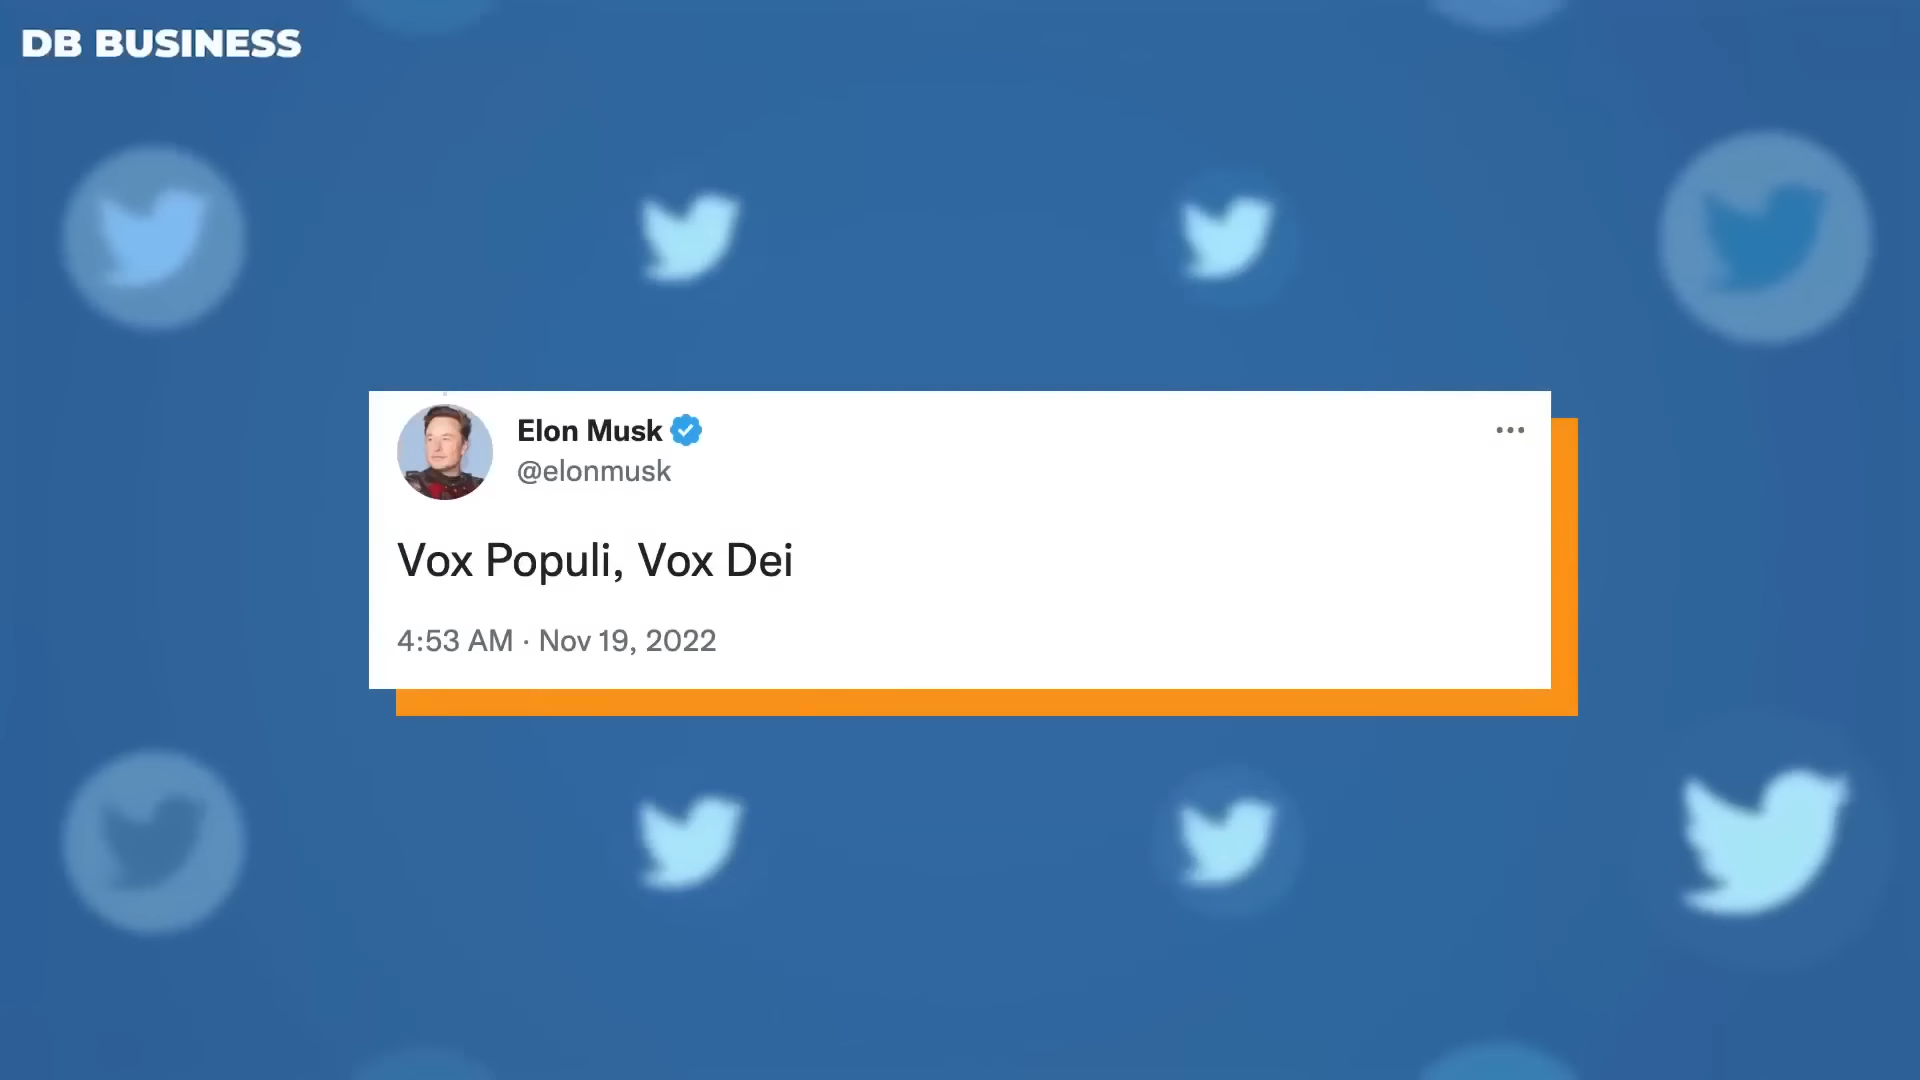 DB BUSINESS
Elon Musk
@elonmusk
Vox Populi, Vox Dei
4:53 AM · Nov 19, 2022